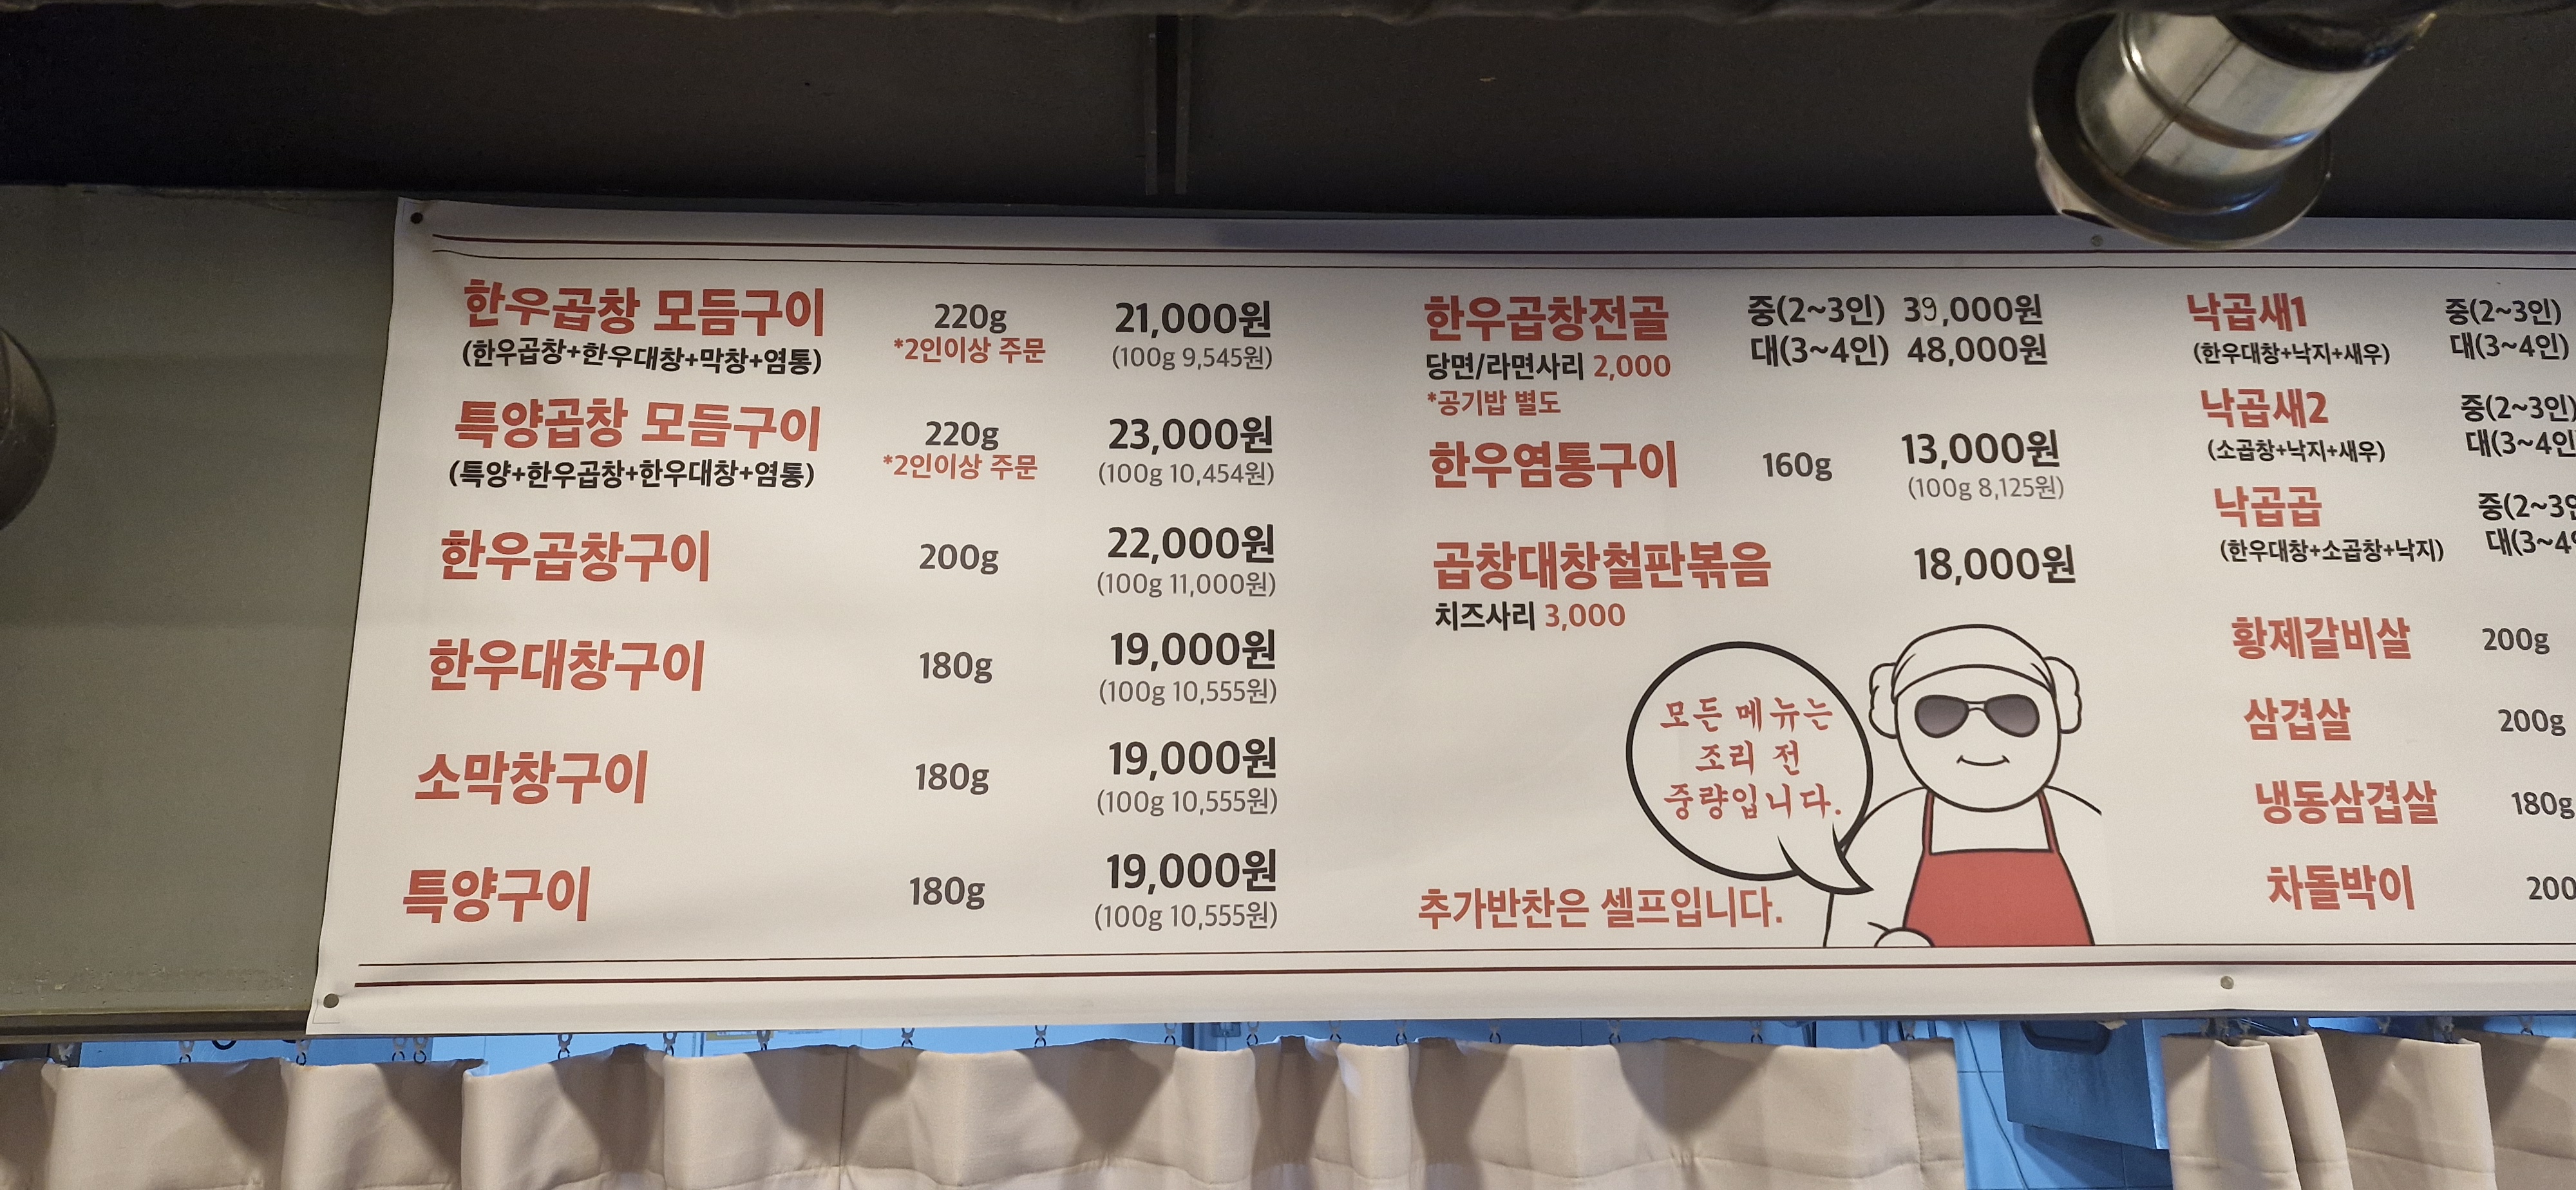 한우곱창 모듬구이 220g 21,000원
(한우곱창+한우대창+막창+염통) *2인이상 주문 (100g 9,545원)
특양곱창 모듬구이 220g 23,000원
(특양+한우곱창+한우대창+염통) *2인이상 주문 (100g 10,454원)
한우곱창구이 200g 22,000원
(100g 11,000원)
한우대창구이 180g 19,000원
(100g 10,555원)
소막창구이 180g 19,000원
(100g 10,555원)
특양구이 180g 19,000원
(100g 10,555원)
한우곱창전골 중(2~3인) 39,000원
대(3~4인) 48,000원
당면/라면사리 2,000
*공기밥 별도
한우염통구이 160g 13,000원
(100g 8,125원)
곱창대창철판볶음 18,000원
치즈사리 3,000
모든 메뉴는
조리 전
중량입니다.
추가반찬은 셀프입니다.
낙곱새1 중(2~3인)
(한우대창+낙지+새우) 대(3~4인)
낙곱새2 중(2~3인)
(소곱창+낙지+새우) 대(3~4인
낙곱곱 중(2~3인
(한우대창+소곱창+낙지) 대(3~4
황제갈비살 200g
삼겹살 200g
냉동삼겹살 180g
차돌박이 200